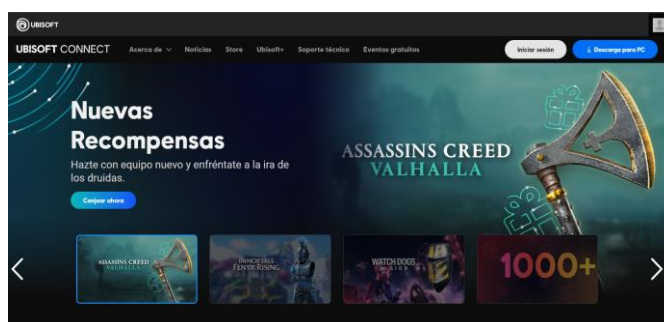 UBISOFT
UBISOFT CONNECT Acerca de Noticias Store Ubisoft+ Soporte técnico Eventos gratuitos Iniciar sesión Descarga para PC
Nuevas
Recompensas
Hazte con equipo nuevo y enfréntate a la ira de
los druidas.
Canjear ahora
ASSASSINS CREED
VALHALLA
ASSASSINS CREED
VALHALLA
IMMORTALS
FENYX RISING
WATCH DOGS
LEGION
1000+